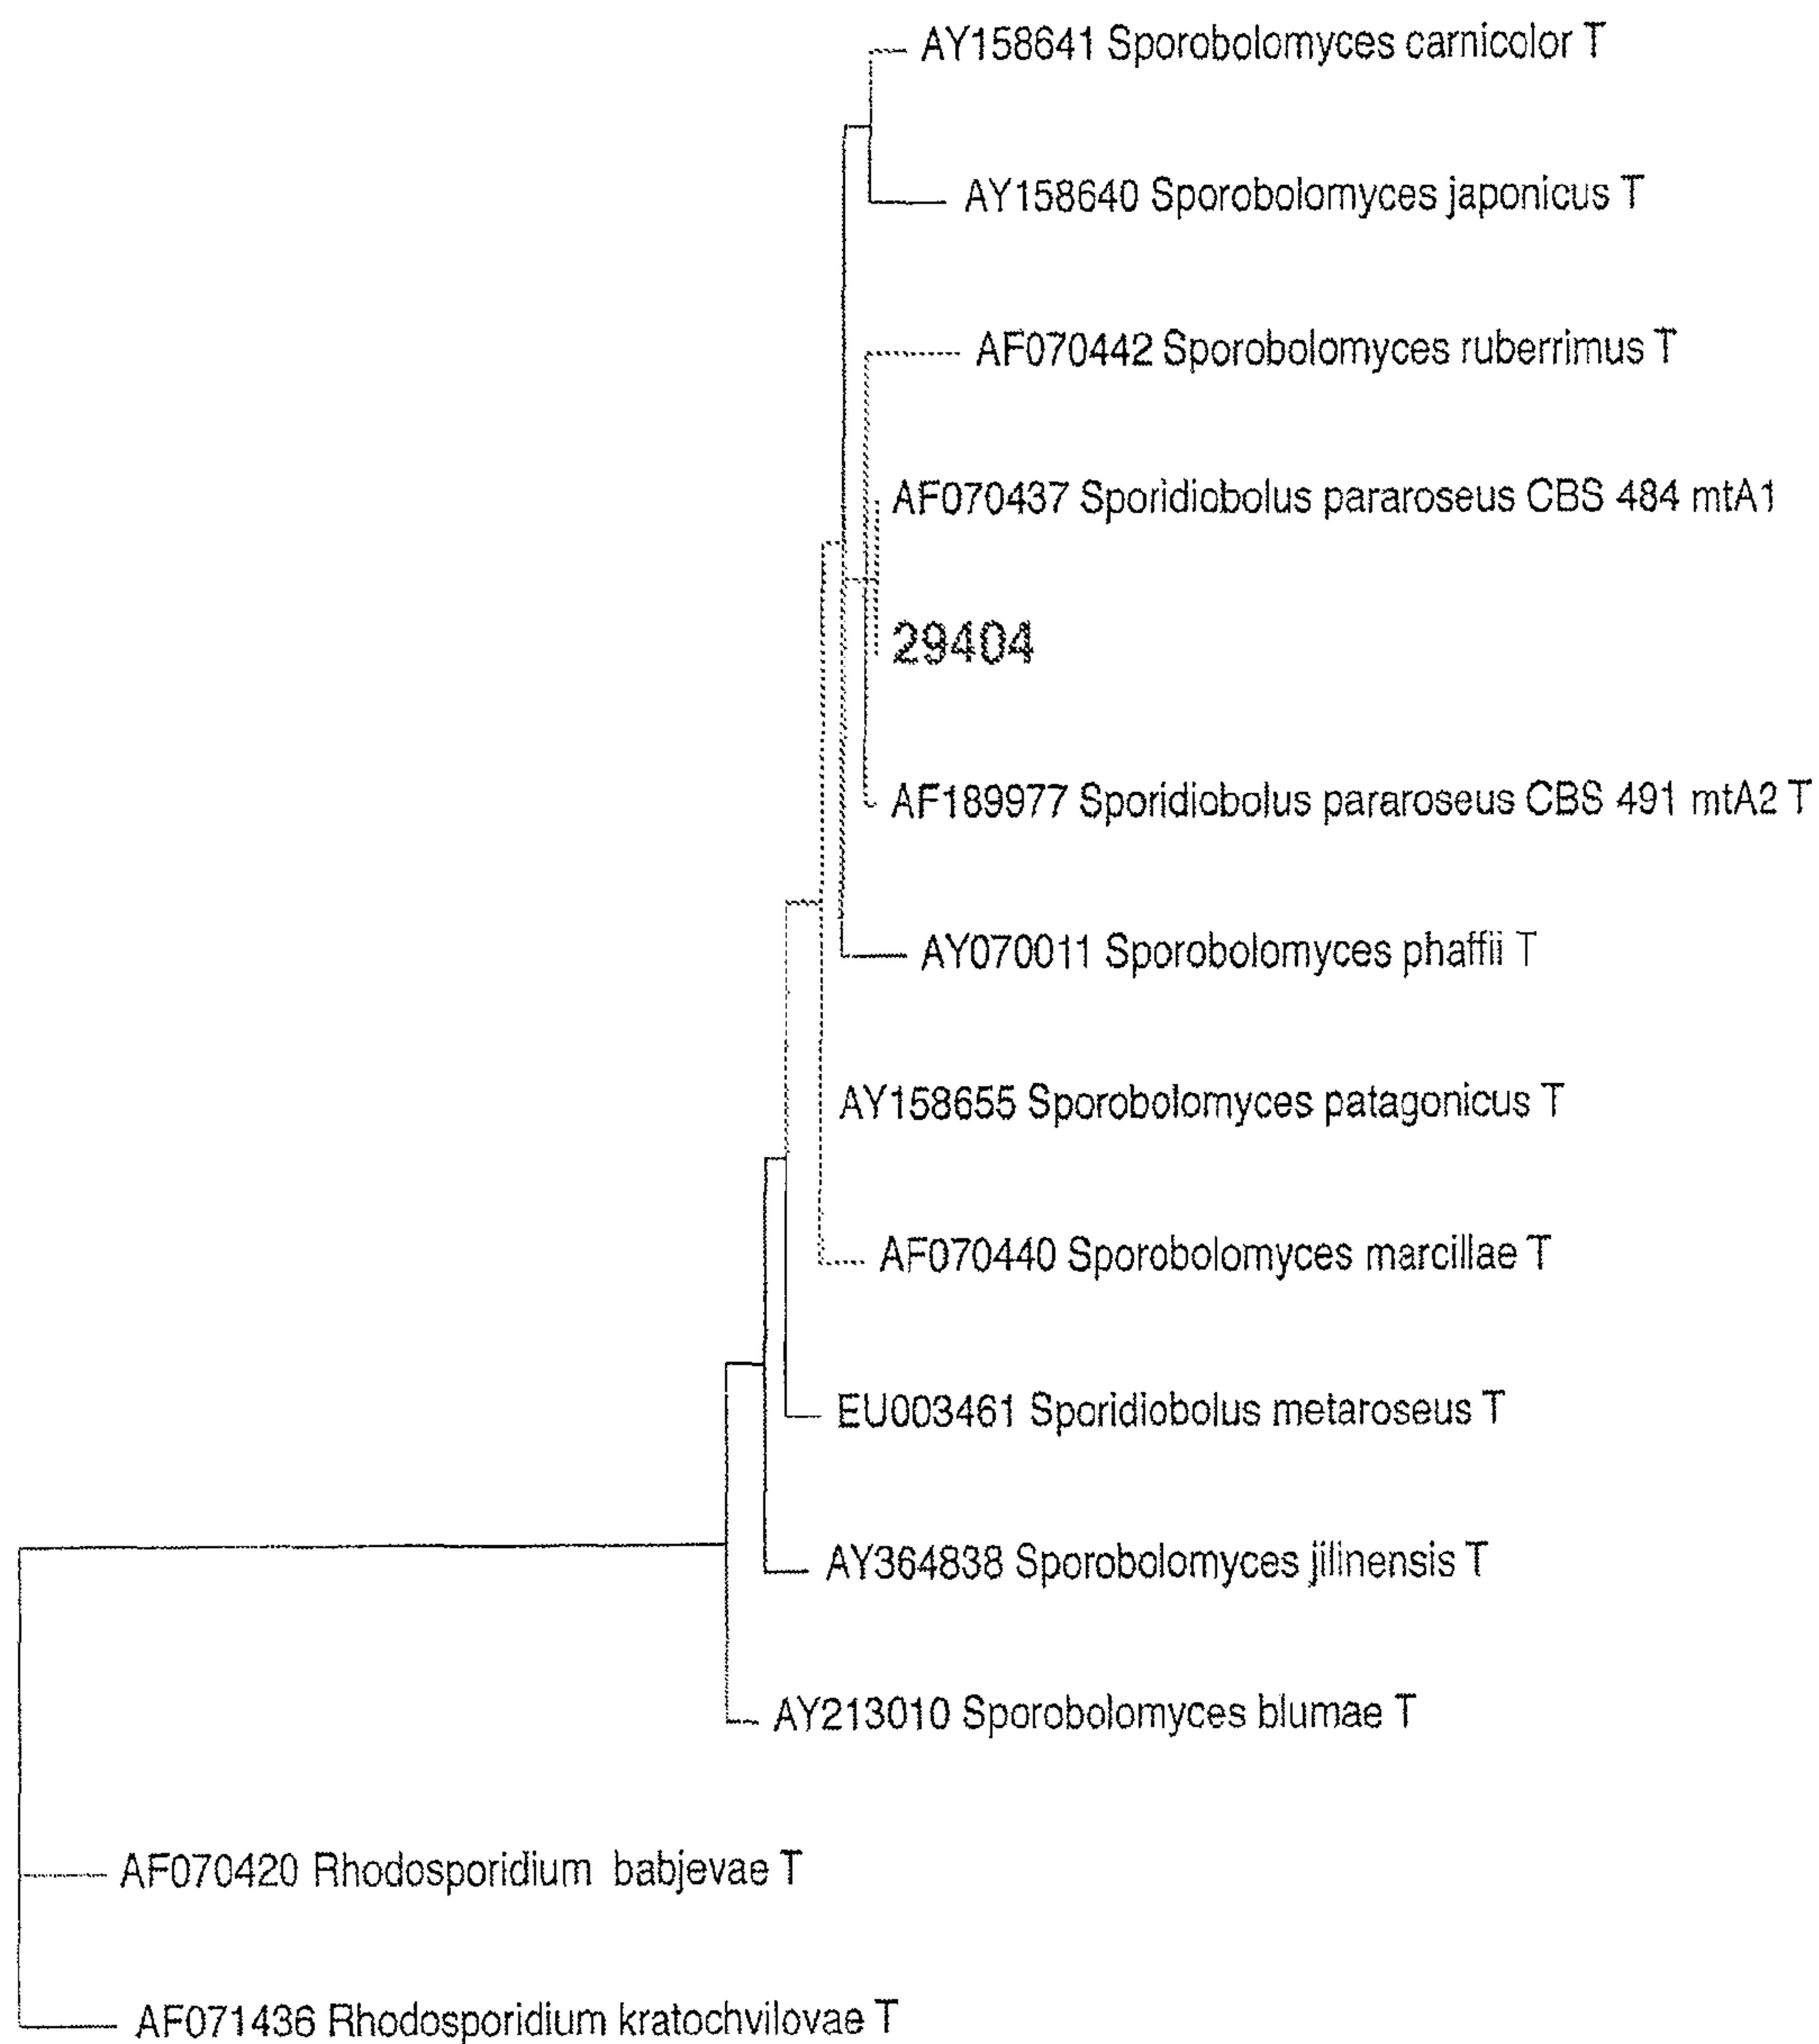 AY158641 Sporobolomyces carnicolor T
AY158640 Sporobolomyces japonicus T
AF070442 Sporobolomyces ruberrimus T
AF070437 Sporidiobolus pararoseus CBS 484 mtA1
29404
AF189977 Sporidiobolus pararoseus CBS 491 mtA2 T
AY070011 Sporobolomyces phaffii T
AY158655 Sporobolomyces patagonicus T
AF070440 Sporobolomyces marcillae T
EU003461 Sporidiobolus metaroseus T
AY364838 Sporobolomyces jilinensis T
AY213010 Sporobolomyces blumae T
AF070420 Rhodosporidium babjevae T
AF071436 Rhodosporidium kratochvilovae T